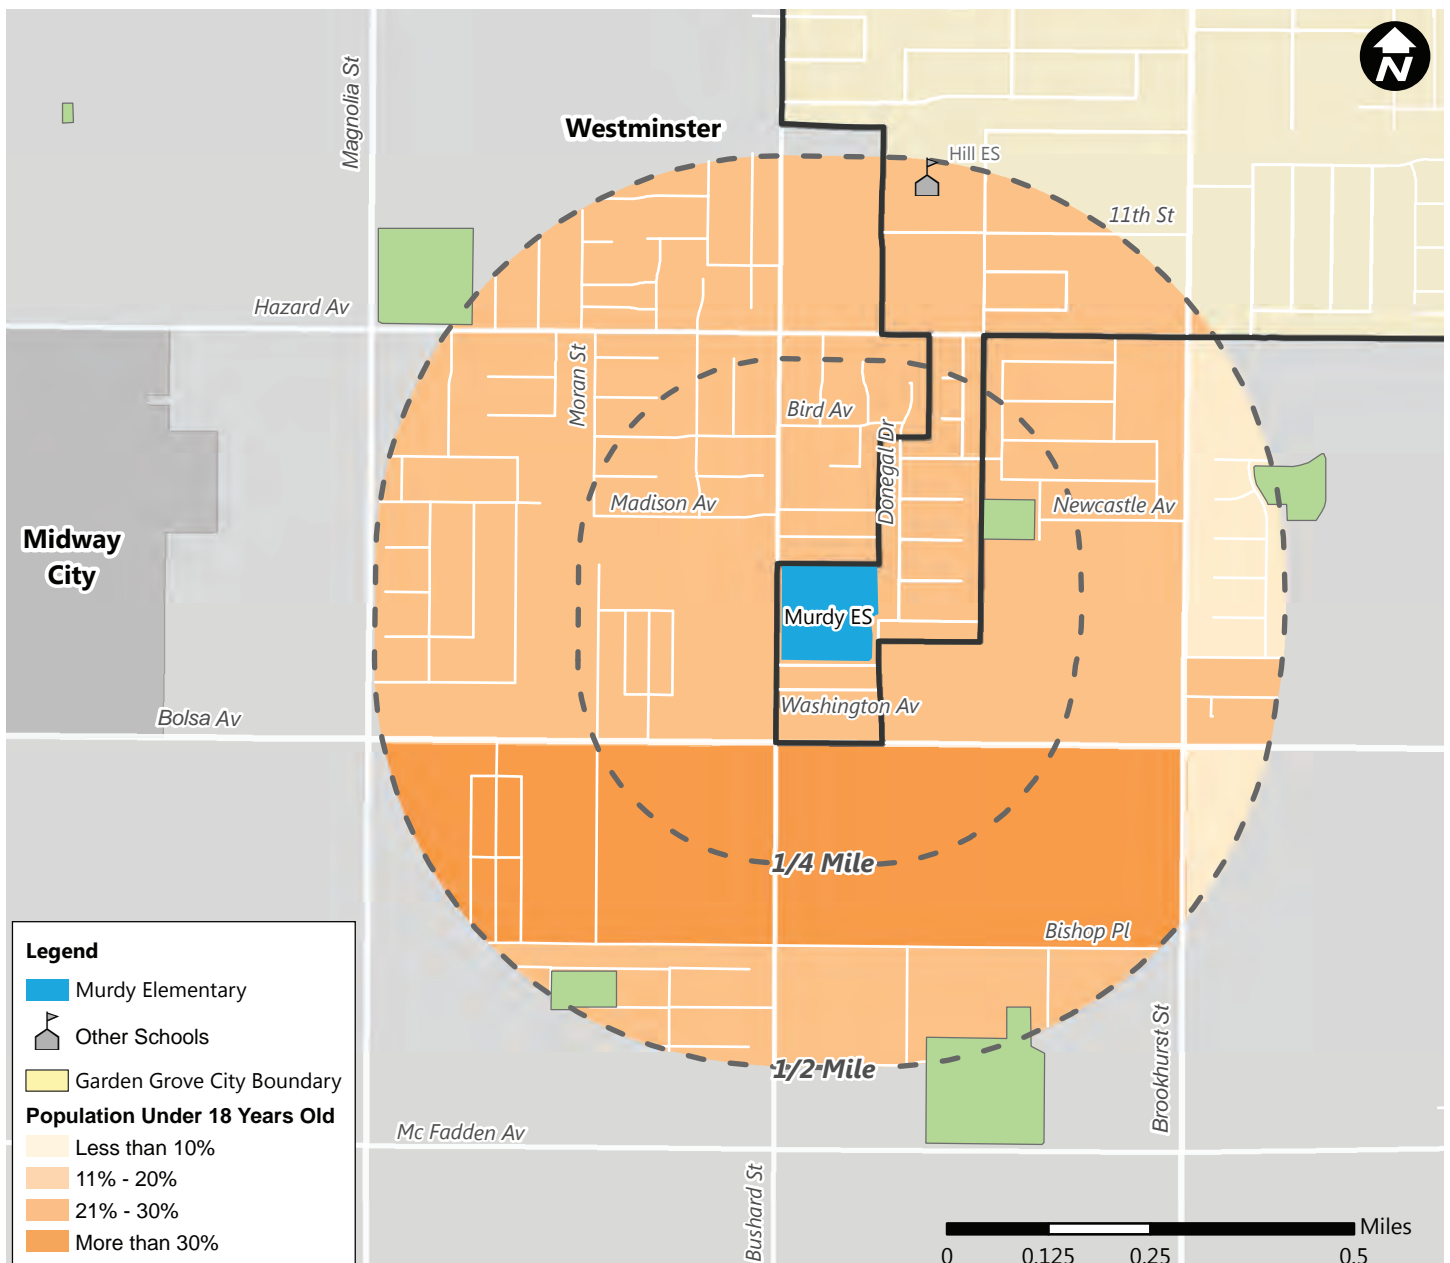 N
Magnolia St
Westminster
Hill ES
11th St
Hazard Av
Moran St
Bird Av
Donegal Dr
Madison Av
Newcastle Av
Midway
City
Murdy ES
Washington Av
Bolsa Av
1/4 Mile
Bishop Pl
1/2 Mile
Brookhurst St
Mc Fadden Av
Bushard St
Legend
Murdy Elementary
Other Schools
Garden Grove City Boundary
Population Under 18 Years Old
Less than 10%
11% - 20%
21% - 30%
More than 30%
Miles
0 0.125 0.25 0.5